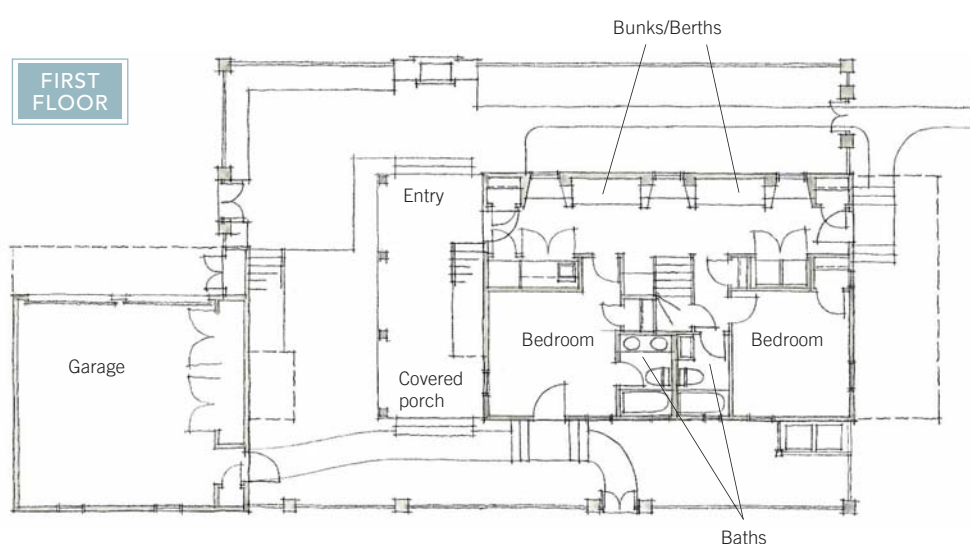 Bunks/Berths
FIRST
FLOOR
Entry
Bedroom
Bedroom
Garage
Covered
porch
Baths